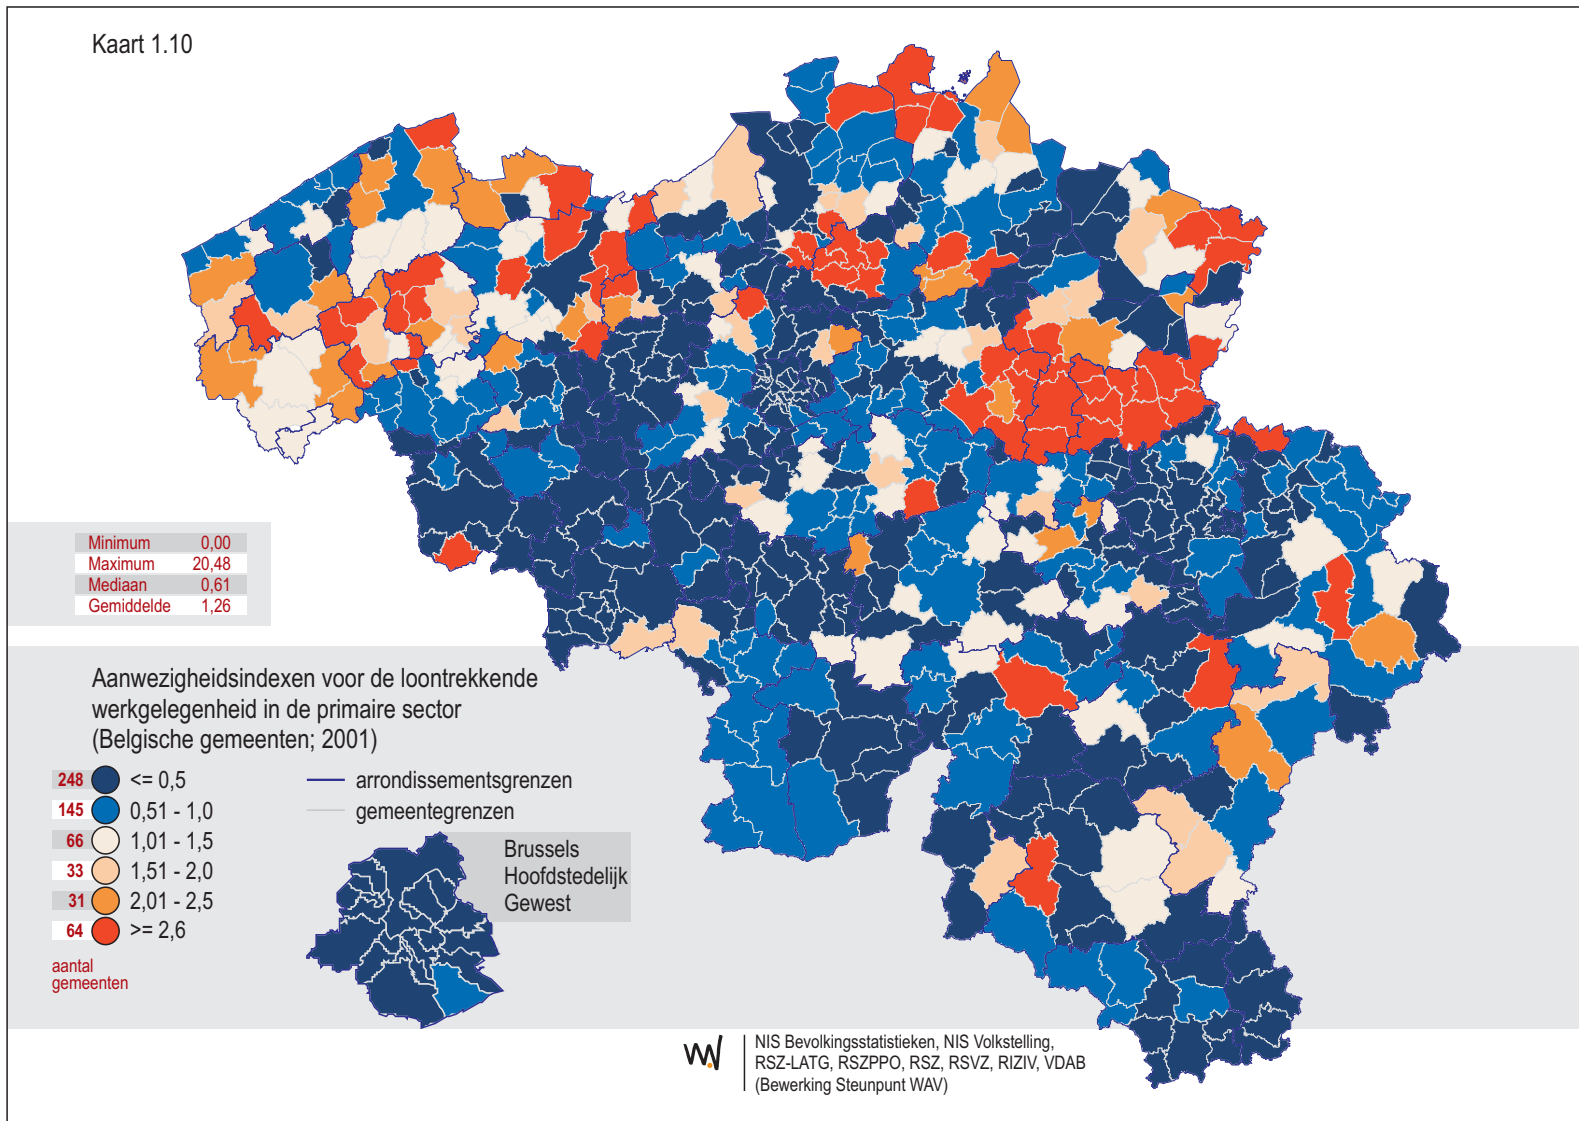 Kaart 1.10
Minimum 0,00
Maximum 20,48
Mediaan 0,61
Gemiddelde 1,26
Aanwezigheidsindexen voor de loontrekkende
werkgelegenheid in de primaire sector
(Belgische gemeenten; 2001)
248 <= 0,5
145 0,51 - 1,0
66 1,01 - 1,5
33 1,51 - 2,0
31 2,01 - 2,5
64 >= 2,6
aantal
gemeenten
arrondissementsgrenzen
gemeentegrenzen
Brussels
Hoofdstedelijk
Gewest
NIS Bevolkingsstatistieken, NIS Volkstelling,
RSZ-LATG, RSZPPO, RSZ, RSVZ, RIZIV, VDAB
(Bewerking Steunpunt WAV)